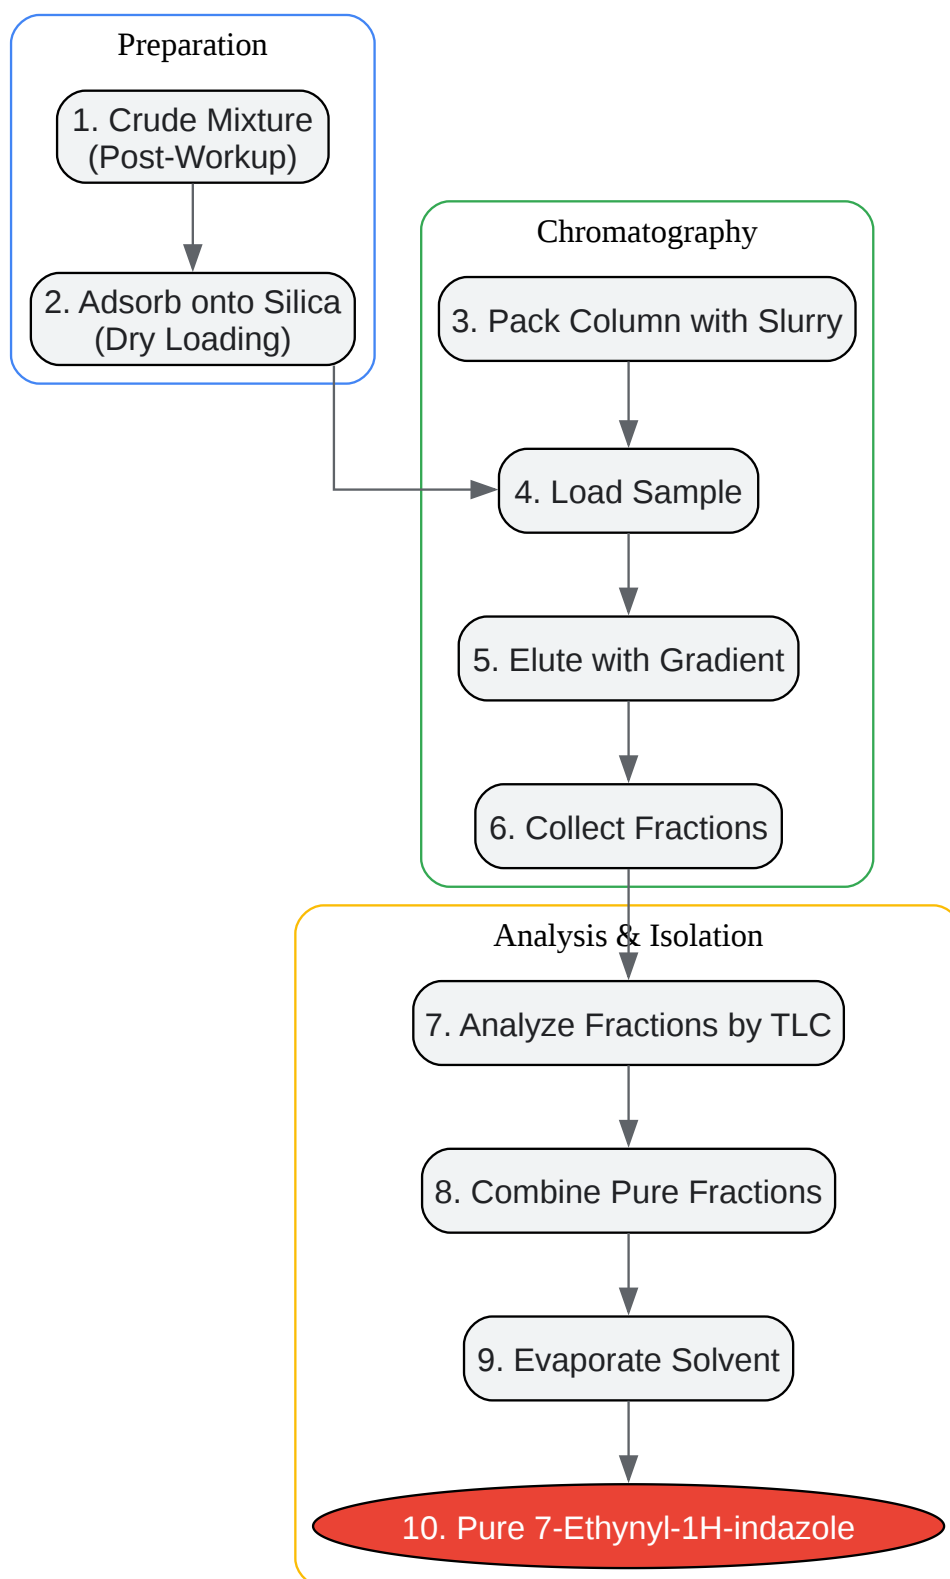 Preparation
1. Crude Mixture
(Post-Workup)
2. Adsorb onto Silica
(Dry Loading)
Chromatography
3. Pack Column with Slurry
4. Load Sample
5. Elute with Gradient
6. Collect Fractions
Analysis & Isolation
7. Analyze Fractions by TLC
8. Combine Pure Fractions
9. Evaporate Solvent
10. Pure 7-Ethynyl-1H-indazole